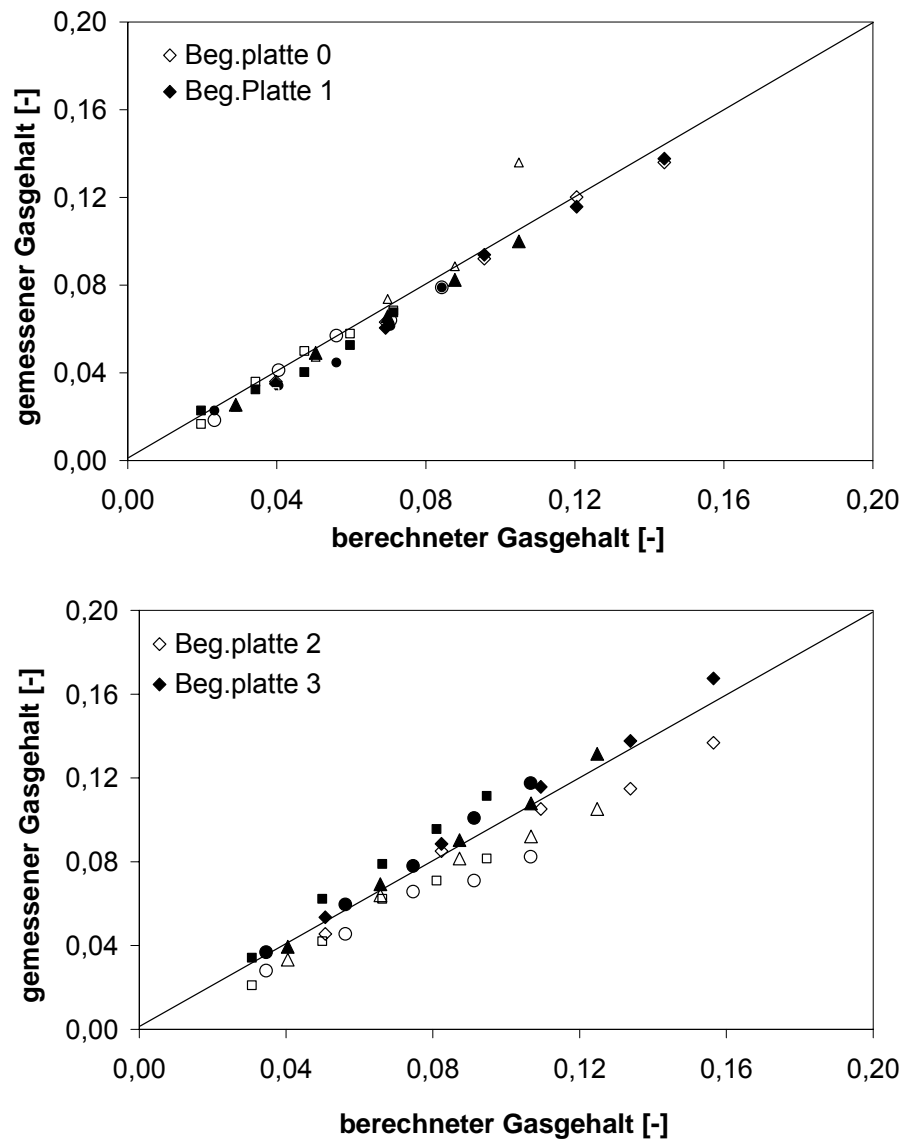 0,20
Beg.platte 0
Beg.Platte 1
0,16
0,12
0,08
0,04
0,00
gemessener Gasgehalt [-]
0,00 0,04 0,08 0,12 0,16 0,20
berechneter Gasgehalt [-]
0,20
Beg.platte 2
Beg.platte 3
0,16
0,12
0,08
0,04
0,00
gemessener Gasgehalt [-]
0,00 0,04 0,08 0,12 0,16 0,20
berechneter Gasgehalt [-]